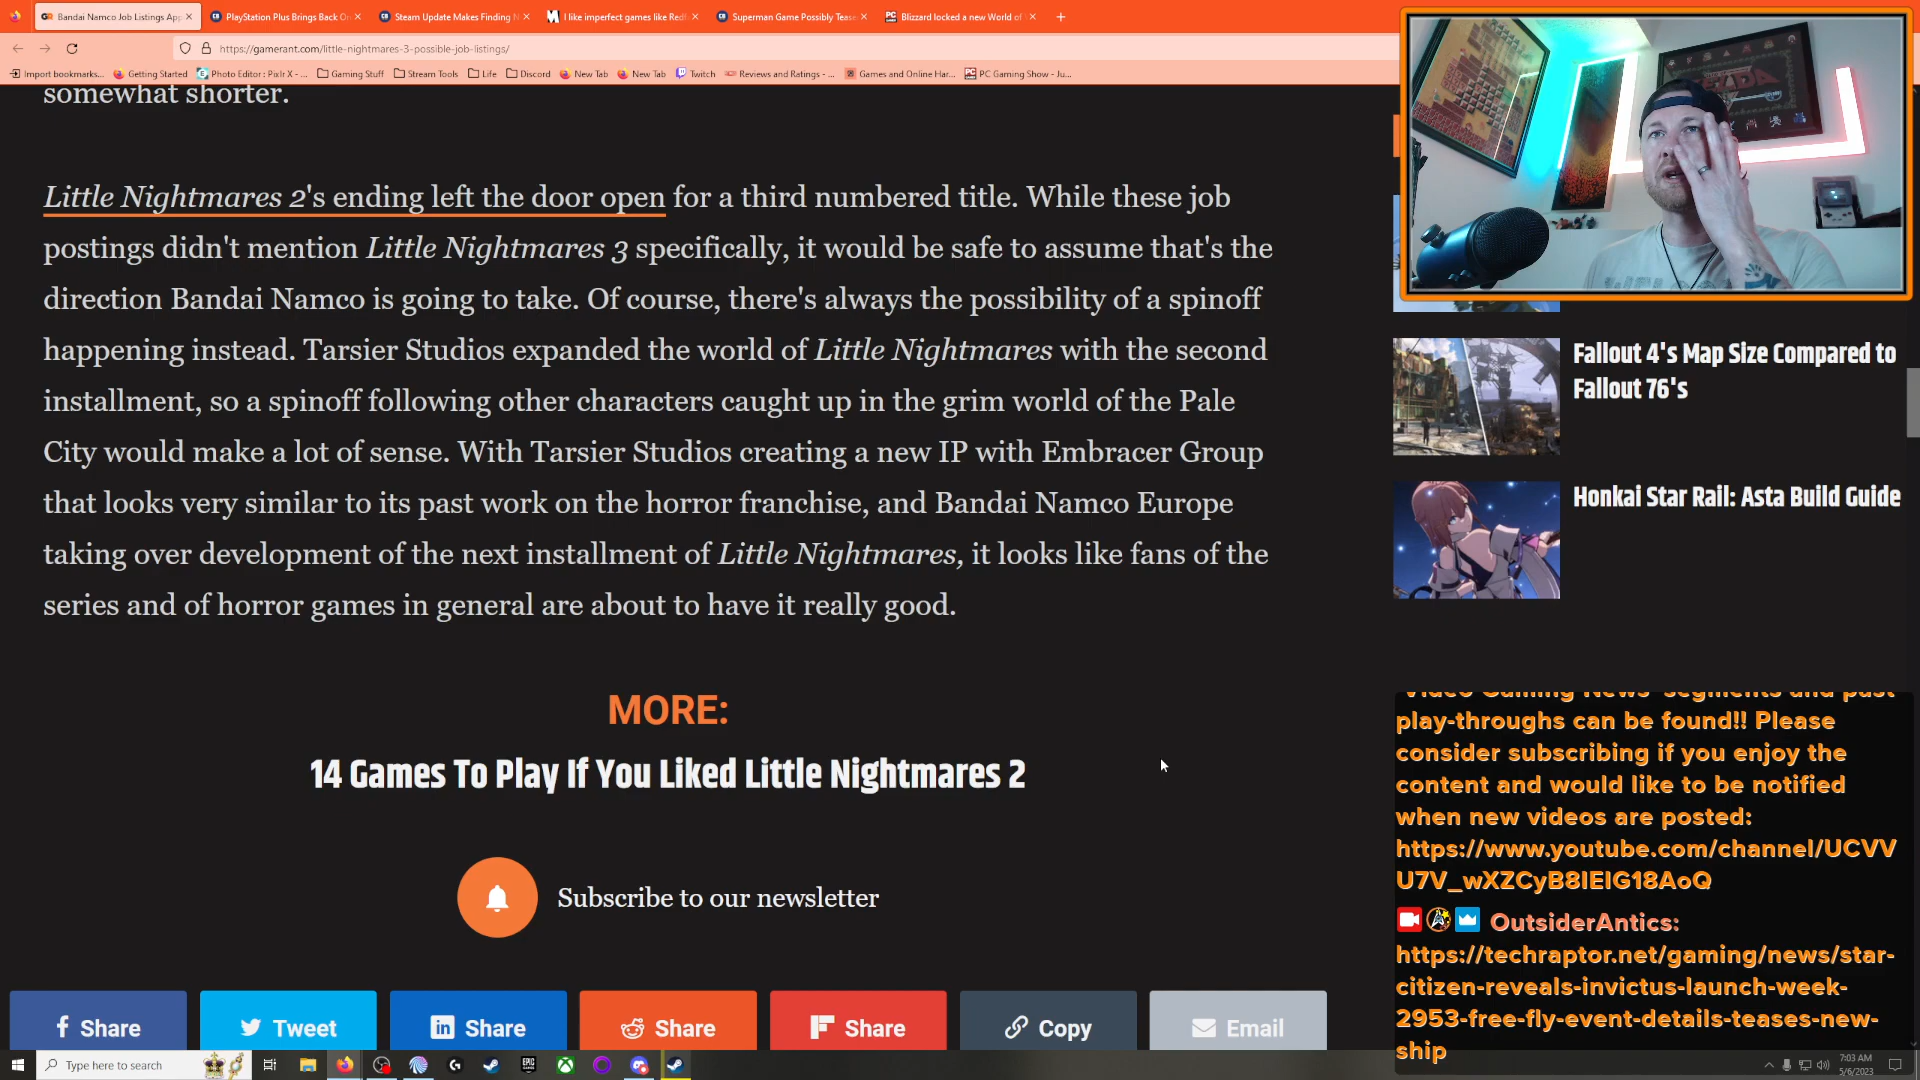 Bandai Namco Job Listings App
PlayStation Plus Brings Back On
Steam Update Makes Finding N
I like imperfect games like Redfa
Superman Game Possibly Tease
Blizzard locked a new World of
https://gamerant.com/little-nightmares-3-possible-job-listings/
Import bookmarks... Getting Started Photo Editor : Pixlr X - ... Gaming Stuff Stream Tools Life Discord New Tab New Tab Twitch Reviews and Ratings - ... Games and Online Har... PC Gaming Show - Ju...
somewhat shorter.
Little Nightmares 2's ending left the door open for a third numbered title. While these job
postings didn't mention Little Nightmares 3 specifically, it would be safe to assume that's the
direction Bandai Namco is going to take. Of course, there's always the possibility of a spinoff
happening instead. Tarsier Studios expanded the world of Little Nightmares with the second
installment, so a spinoff following other characters caught up in the grim world of the Pale
City would make a lot of sense. With Tarsier Studios creating a new IP with Embracer Group
that looks very similar to its past work on the horror franchise, and Bandai Namco Europe
taking over development of the next installment of Little Nightmares, it looks like fans of the
series and of horror games in general are about to have it really good.
MORE:
14 Games To Play If You Liked Little Nightmares 2
Subscribe to our newsletter
Share
Tweet
Share
Share
Share
Copy
Email
ZELDA
Fallout 4's Map Size Compared to
Fallout 76's
Honkai Star Rail: Asta Build Guide
"Video Gaming News" segments and past
play-throughs can be found!! Please
consider subscribing if you enjoy the
content and would like to be notified
when new videos are posted:
https://www.youtube.com/channel/UCVV
U7V_wXZCyB8IEIG18AoQ
OutsiderAntics:
https://techraptor.net/gaming/news/star-
citizen-reveals-invictus-launch-week-
2953-free-fly-event-details-teases-new-
ship
Type here to search
7:03 AM
5/6/2023